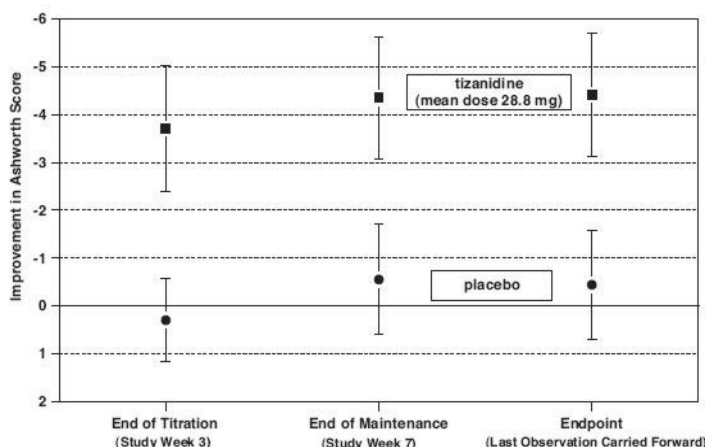 Improvement in Ashworth Score
-6
-5
-4
-3
-2
-1
0
1
2
tizanidine
(mean dose 28.8 mg)
placebo
End of Titration
(Study Week 3)
End of Maintenance
(Study Week 7)
Endpoint
(Last Observation Carried Forward)